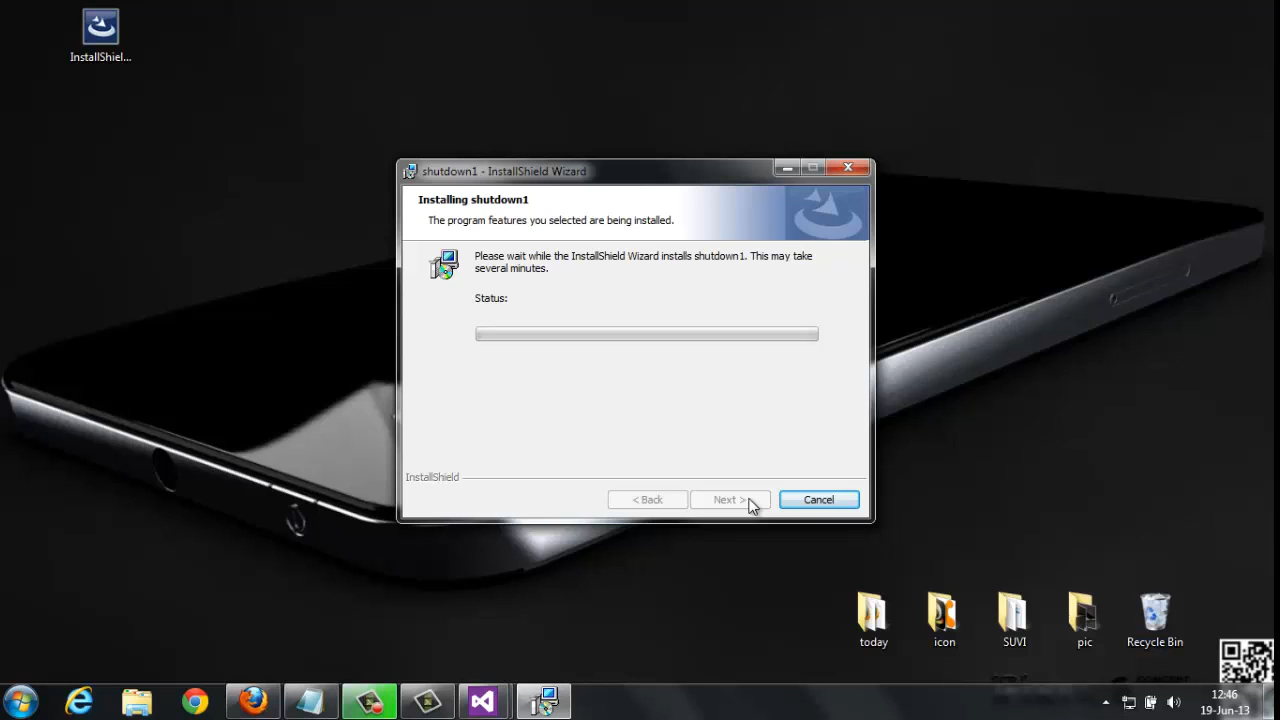 InstallShiel...
shutdown1 - InstallShield Wizard
Installing shutdown1
The program features you selected are being installed.
Please wait while the InstallShield Wizard installs shutdown1. This may take
several minutes.
Status:
InstallShield
< Back
Next >
Cancel
today
icon
SUVI
pic
Recycle Bin
12:46
19-Jun-13